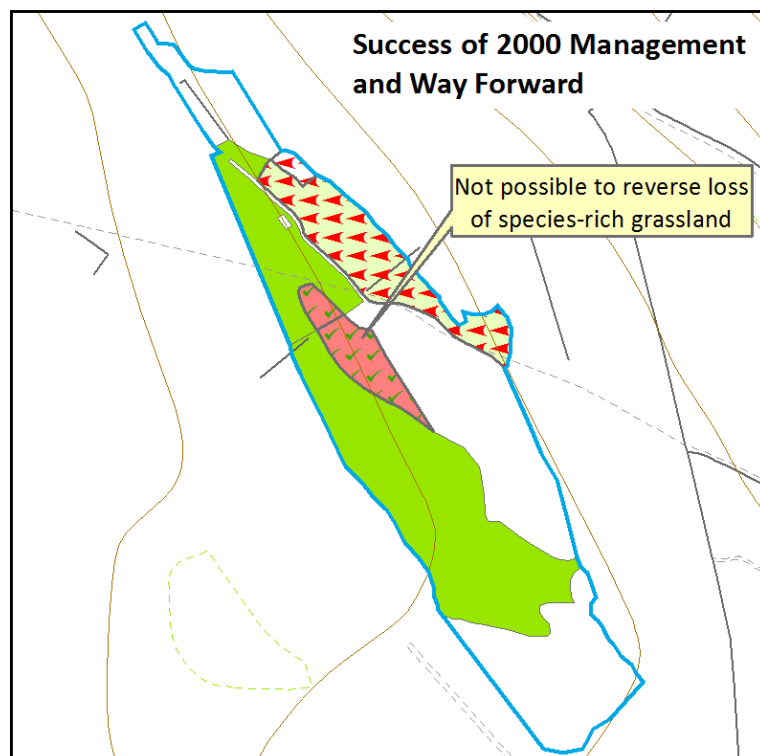 Success of 2000 Management
and Way Forward
Not possible to reverse loss
of species-rich grassland